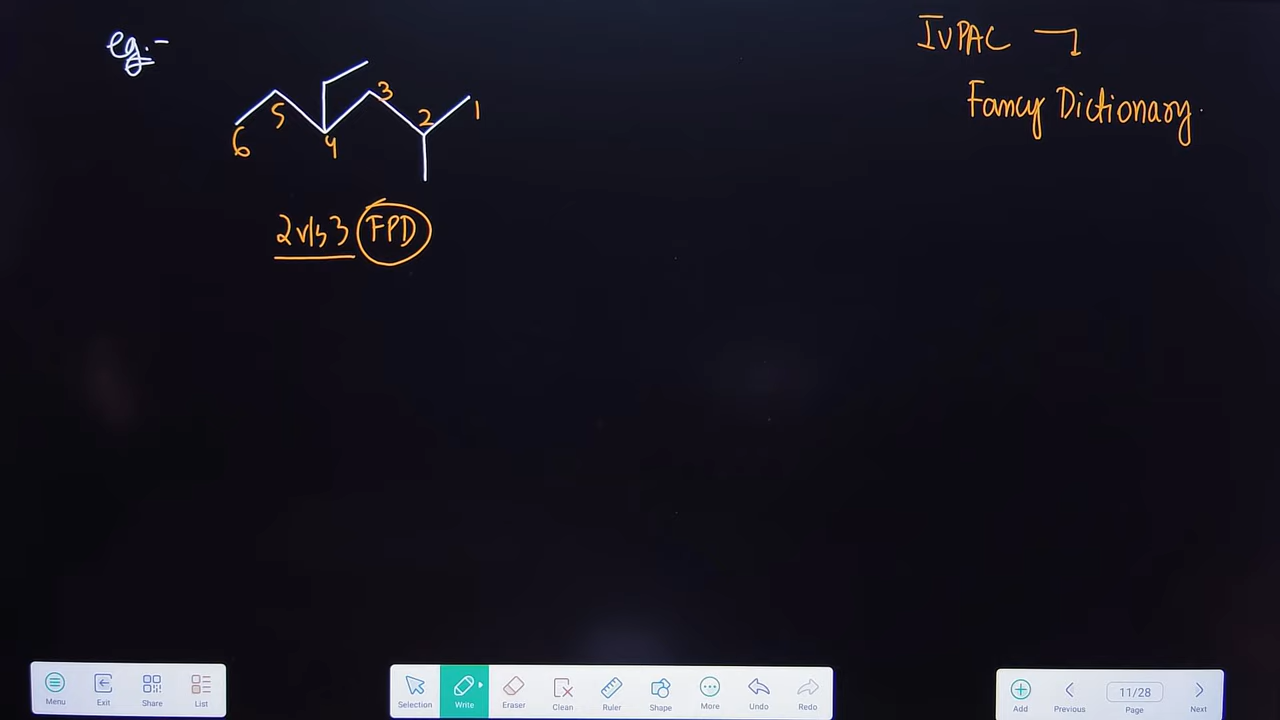 eg:-
IUPAC
Fancy Dictionary.
3
1
2
5
6
4
2 v/s 3 FPD
Menu
Exit
Share
List
Selection
Write
Eraser
Clean
Ruler
Shape
More
Undo
Redo
Add
Previous
11/28
Page
Next